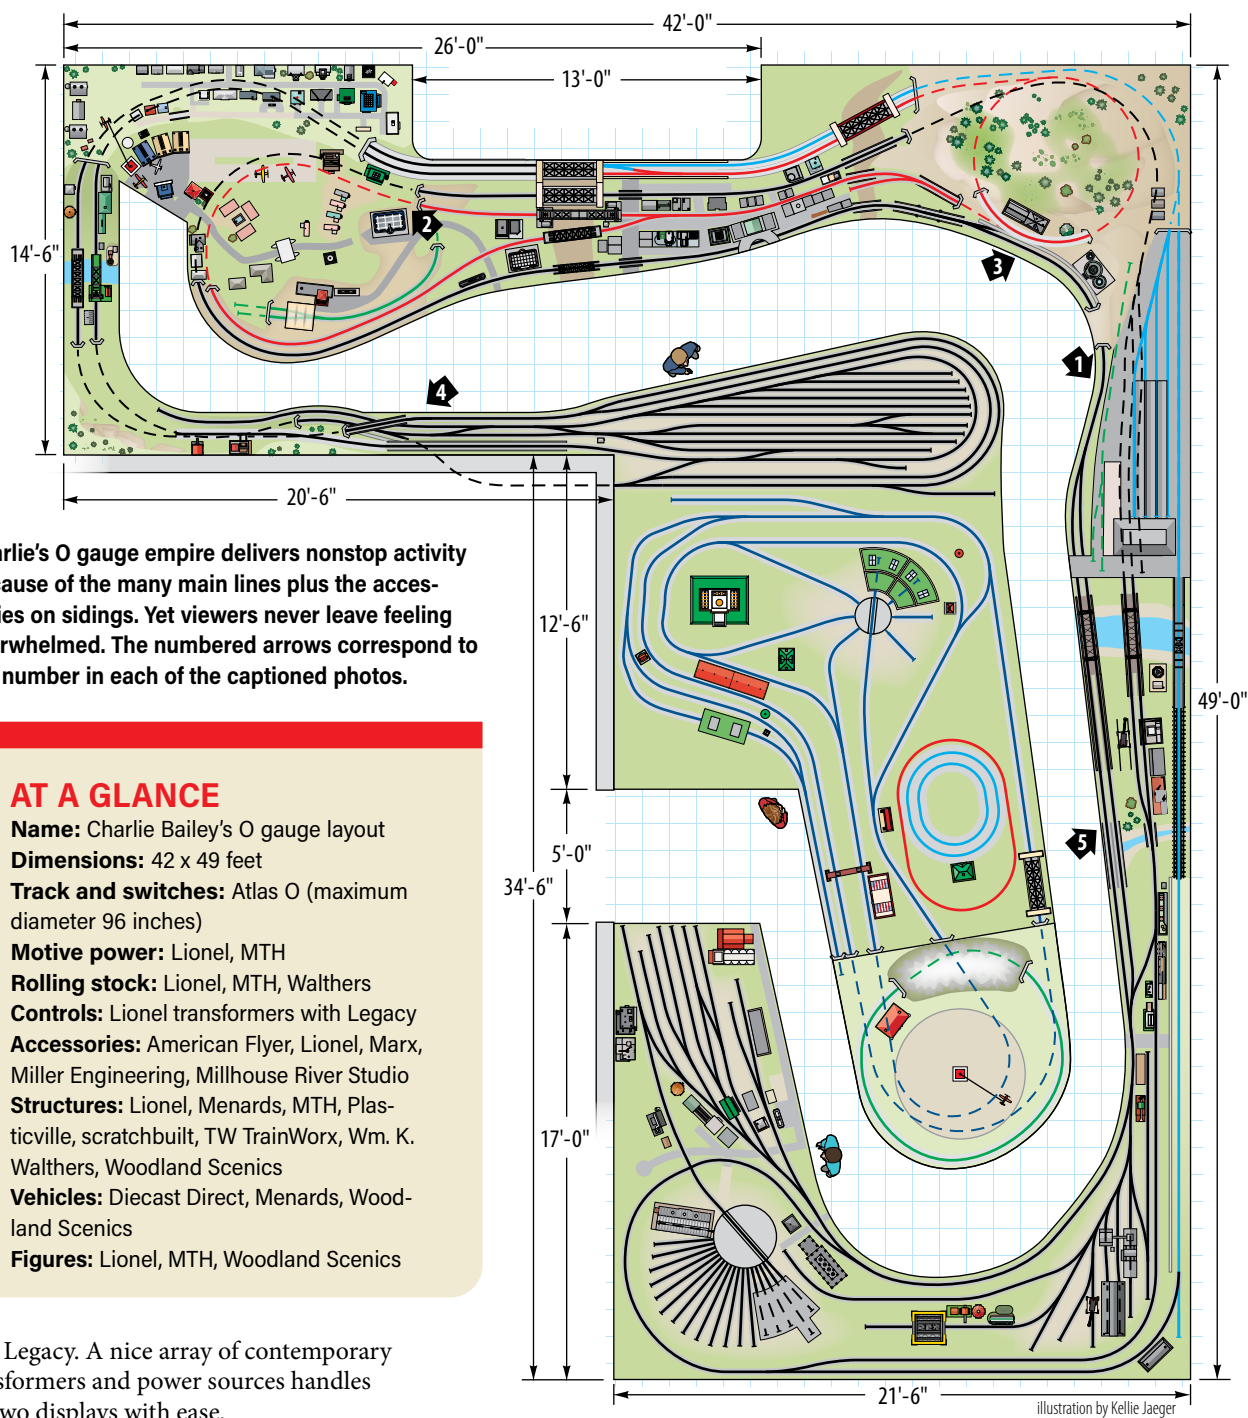 42'-0"
26'-0"
13'-0"
14'-6"
2
3
1
4
20'-6"
arlie’s O gauge empire delivers nonstop activity
cause of the many main lines plus the acces-
ies on sidings. Yet viewers never leave feeling
erwhelmed. The numbered arrows correspond to
number in each of the captioned photos.
12'-6"
49'-0"
5'-0"
34'-6"
5
17'-0"
AT A GLANCE
Name: Charlie Bailey’s O gauge layout
Dimensions: 42 x 49 feet
Track and switches: Atlas O (maximum
diameter 96 inches)
Motive power: Lionel, MTH
Rolling stock: Lionel, MTH, Walthers
Controls: Lionel transformers with Legacy
Accessories: American Flyer, Lionel, Marx,
Miller Engineering, Millhouse River Studio
Structures: Lionel, Menards, MTH, Plas-
ticville, scratchbuilt, TW TrainWorx, Wm. K.
Walthers, Woodland Scenics
Vehicles: Diecast Direct, Menards, Wood-
land Scenics
Figures: Lionel, MTH, Woodland Scenics
Legacy. A nice array of contemporary
sformers and power sources handles
wo displays with ease.
21'-6"
illustration by Kellie Jaeger